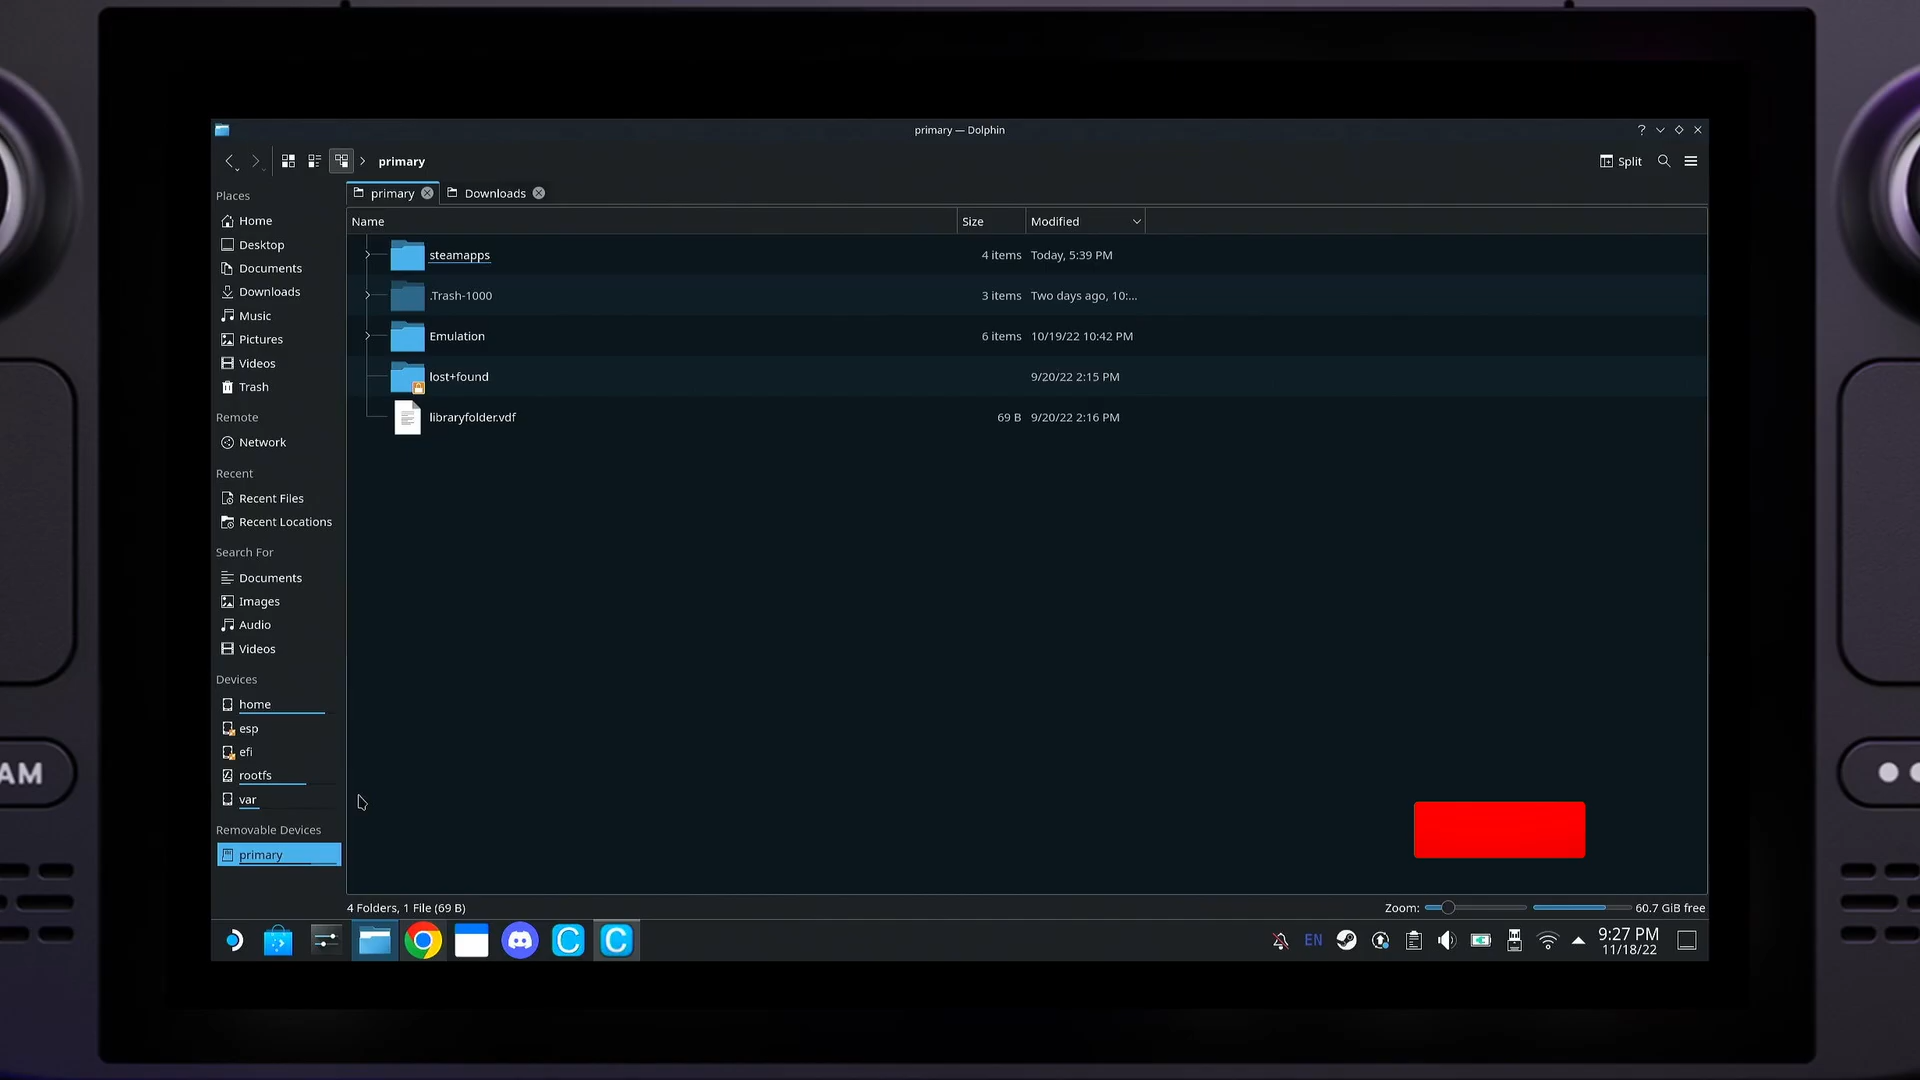 primary — Dolphin
primary
Split
Places
Home
Desktop
Documents
Downloads
Music
Pictures
Videos
Trash
Remote
Network
Recent
Recent Files
Recent Locations
Search For
Documents
Images
Audio
Videos
Devices
home
esp
efi
rootfs
var
Removable Devices
primary
primary
Downloads
Name Size Modified
steamapps 4 items Today, 5:39 PM
.Trash-1000 3 items Two days ago, 10:...
Emulation 6 items 10/19/22 10:42 PM
lost+found 9/20/22 2:15 PM
libraryfolder.vdf 69 B 9/20/22 2:16 PM
4 Folders, 1 File (69 B)
Zoom:
60.7 GiB free
EN
9:27 PM
11/18/22
AM